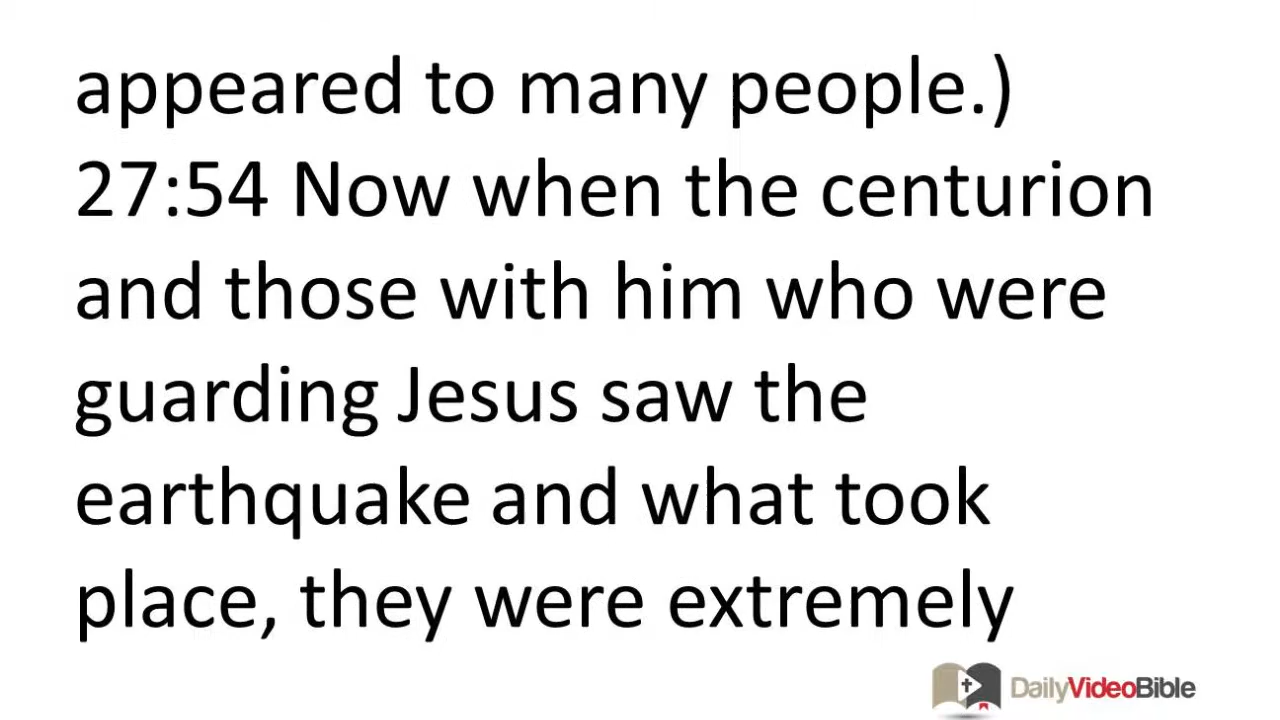 appeared to many people.)
27:54 Now when the centurion
and those with him who were
guarding Jesus saw the
earthquake and what took
place, they were extremely
DailyVideoBible